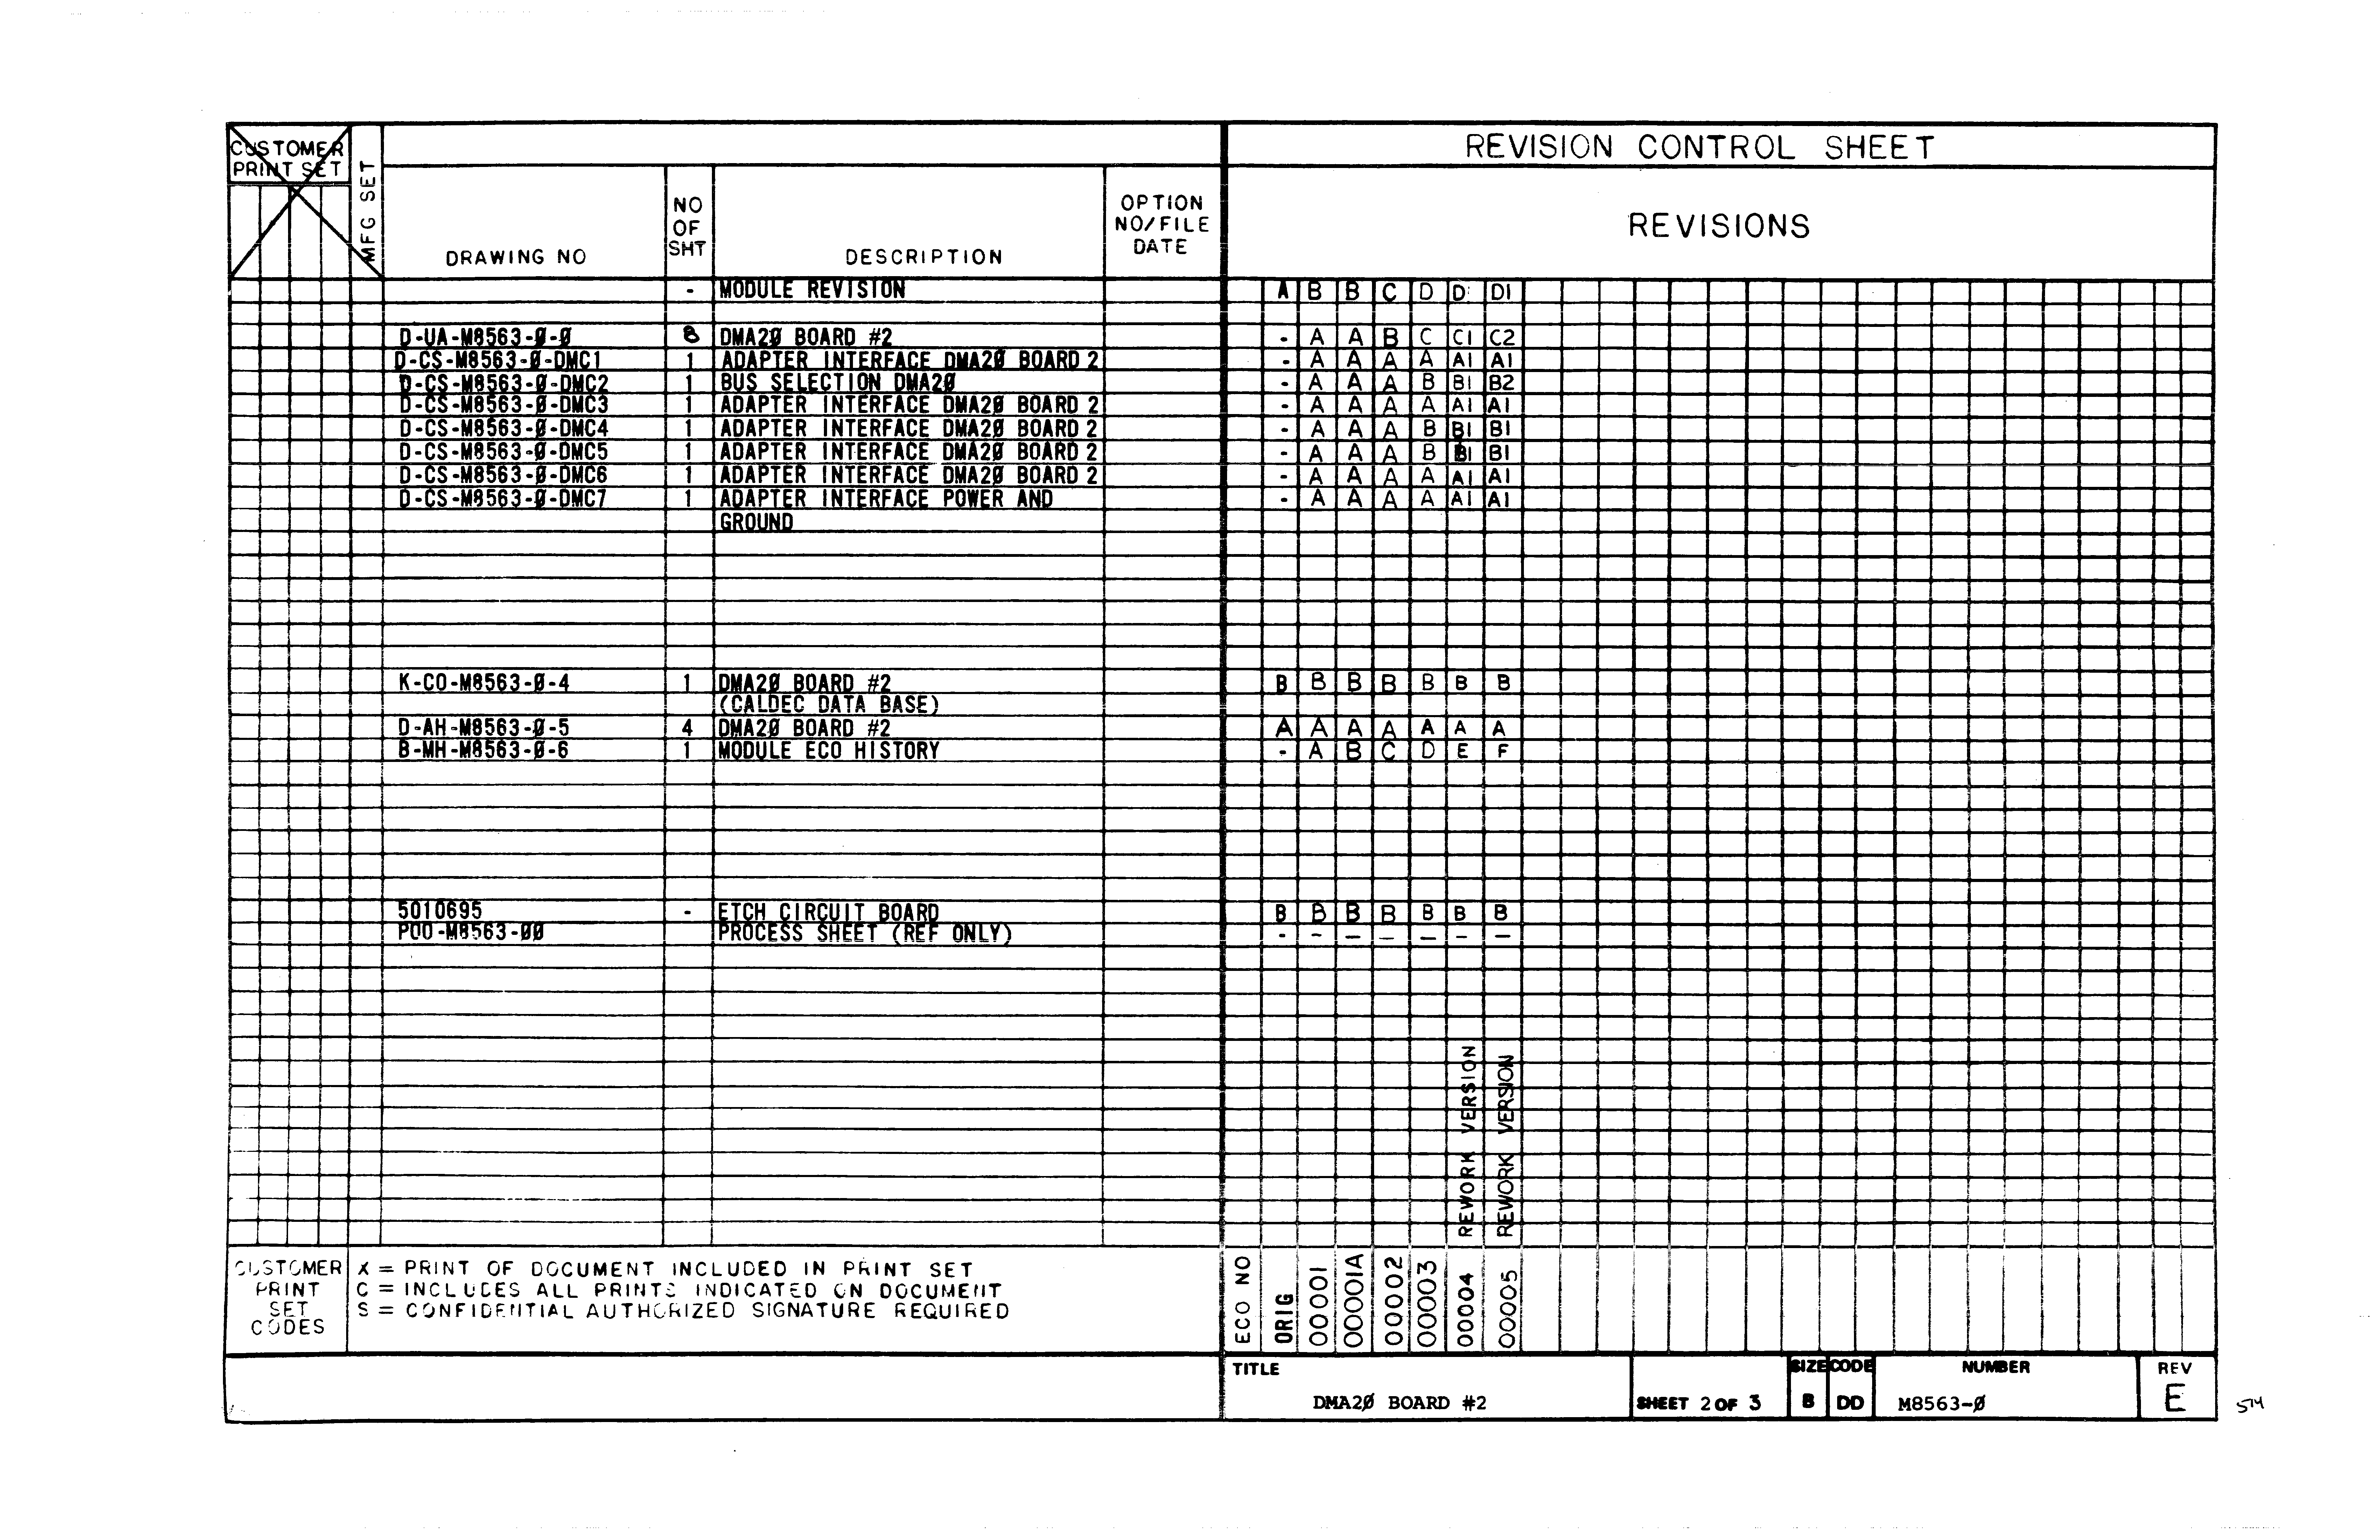 CUSTOMER
PRINT SET
MFG SET
DRAWING NO
NO
OF
SHT
DESCRIPTION
OPTION
NO/FILE
DATE
REVISION CONTROL SHEET
REVISIONS
- MODULE REVISION A B B C D D D1
D-UA-M8563-Ø-Ø 8 DMA2Ø BOARD #2 - A A B C C1 C2
D-CS-M8563-Ø-DMC1 1 ADAPTER INTERFACE DMA2Ø BOARD 2 - A A A A A1 A1
D-CS-M8563-Ø-DMC2 1 BUS SELECTION DMA2Ø - A A A B B1 B2
D-CS-M8563-Ø-DMC3 1 ADAPTER INTERFACE DMA2Ø BOARD 2 - A A A A A1 A1
D-CS-M8563-Ø-DMC4 1 ADAPTER INTERFACE DMA2Ø BOARD 2 - A A A B B1 B1
D-CS-M8563-Ø-DMC5 1 ADAPTER INTERFACE DMA2Ø BOARD 2 - A A A B B1 B1
D-CS-M8563-Ø-DMC6 1 ADAPTER INTERFACE DMA2Ø BOARD 2 - A A A A A1 A1
D-CS-M8563-Ø-DMC7 1 ADAPTER INTERFACE POWER AND - A A A A A1 A1
GROUND
K-CO-M8563-Ø-4 1 DMA2Ø BOARD #2 B B B B B B B
(CALDEC DATA BASE)
D-AH-M8563-Ø-5 4 DMA2Ø BOARD #2 A A A A A A A
B-MH-M8563-Ø-6 1 MODULE ECO HISTORY - A B C D E F
5010695 - ETCH CIRCUIT BOARD B B B B B B B
P00-M8563-ØØ PROCESS SHEET (REF ONLY) - - - - - - -
REWORK VERSION
REWORK VERSION
CUSTOMER
PRINT
SET
CODES
X = PRINT OF DOCUMENT INCLUDED IN PRINT SET
C = INCLUDES ALL PRINTS INDICATED ON DOCUMENT
S = CONFIDENTIAL AUTHORIZED SIGNATURE REQUIRED
ECO NO
ORIG
00001
00001A
00002
00003
00004
00005
TITLE
DMA2Ø BOARD #2
SHEET 2 OF 3
SIZE
B
CODE
DD
NUMBER
M8563-Ø
REV
E